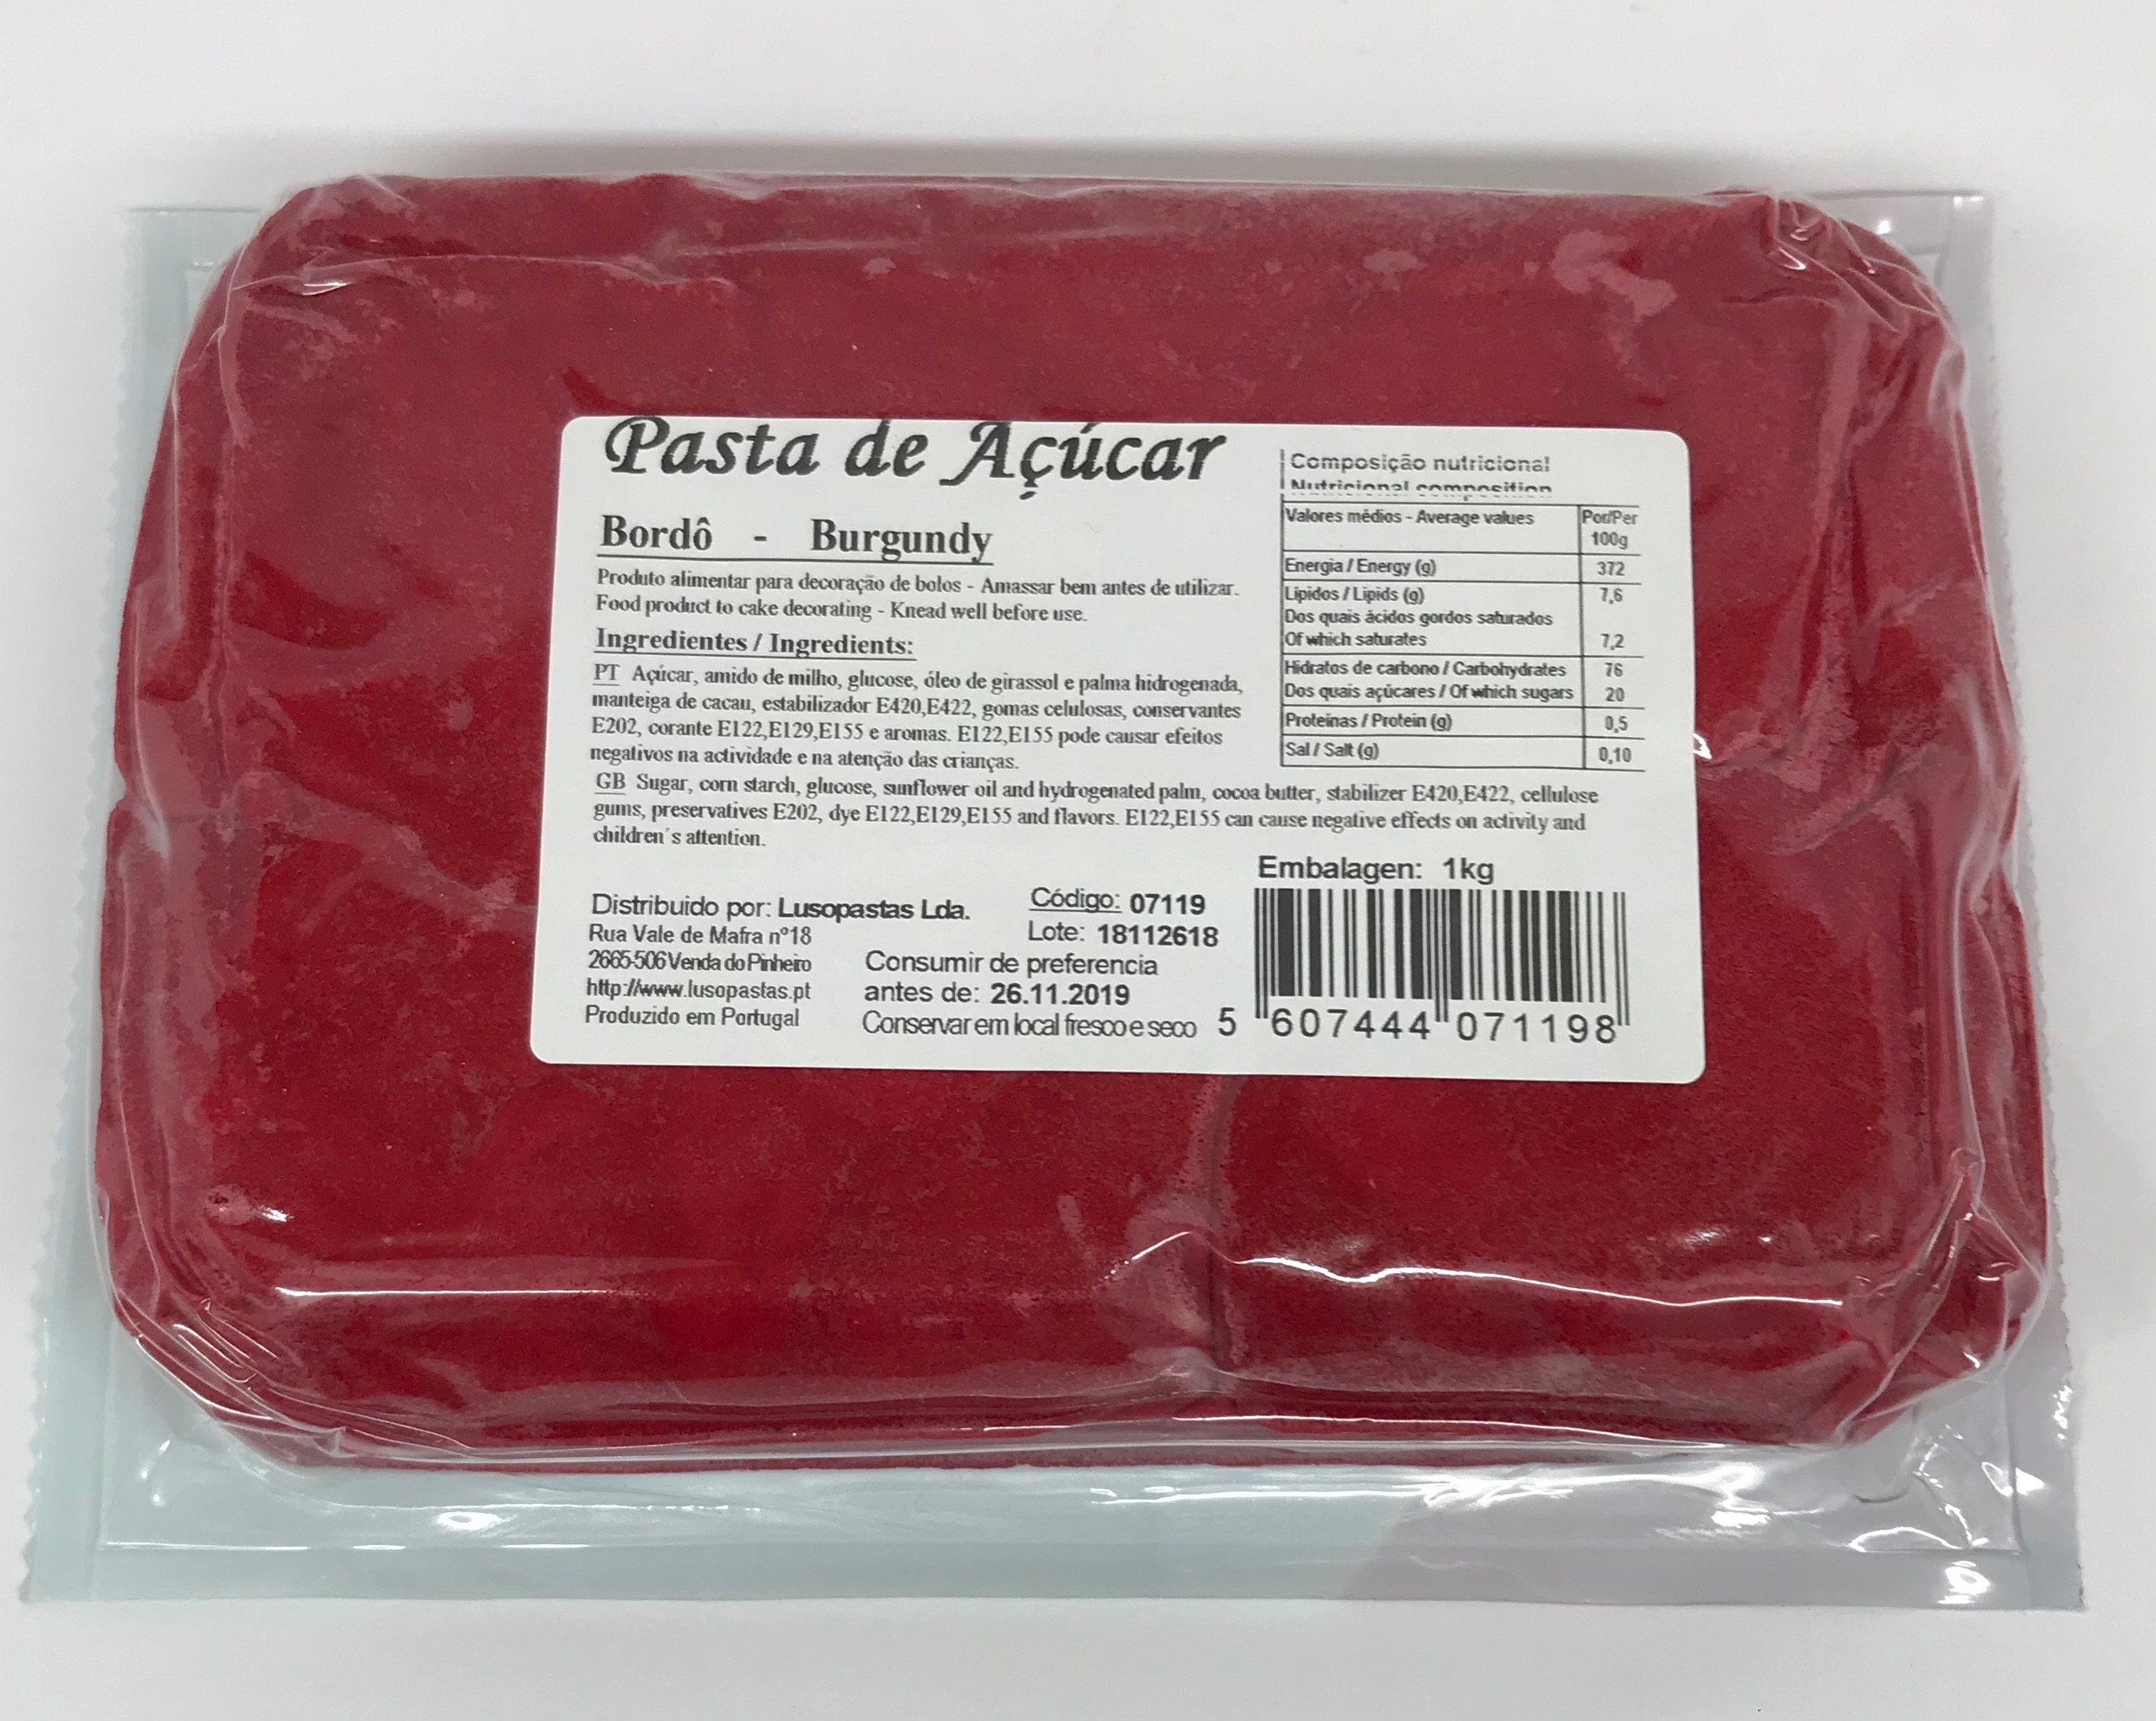 Pasta de Açúcar
Bordô - Burgundy
Produto alimentar para decoração de bolos - Amassar bem antes de utilizar.
Food product to cake decorating - Knead well before use.
Ingredientes / Ingredients:
PT Açúcar, amido de milho, glucose, óleo de girassol e palma hidrogenada,
manteiga de cacau, estabilizador E420,E422, gomas celulosas, conservantes
E202, corante E122,E129,E155 e aromas. E122,E155 pode causar efeitos
negativos na actividade e na atenção das crianças.
GB Sugar, corn starch, glucose, sunflower oil and hydrogenated palm, cocoa butter, stabilizer E420,E422, cellulose
gums, preservatives E202, dye E122,E129,E155 and flavors. E122,E155 can cause negative effects on activity and
children´s attention.
Composição nutricional
Nutricional composition
Valores médios - Average values Por/Per
100g
Energia / Energy (g) 372
Lipidos / Lipids (g) 7,6
Dos quais ácidos gordos saturados
Of which saturates 7,2
Hidratos de carbono / Carbohydrates 76
Dos quais açúcares / Of which sugars 20
Proteínas / Protein (g) 0,5
Sal / Salt (g) 0,10
Distribuido por: Lusopastas Lda.
Rua Vale de Mafra nº18
2665-506 Venda do Pinheiro
http://www.lusopastas.pt
Produzido em Portugal
Código: 07119
Lote: 18112618
Consumir de preferencia
antes de: 26.11.2019
Conservar em local fresco e seco
Embalagen: 1kg
5 607444 071198